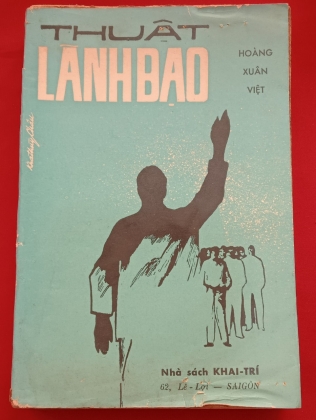 THUẬT
LÃNH ĐẠO
HOÀNG
XUÂN
VIỆT
Nhà sách KHAI-TRÍ
62, Lê-Lợi — SAIGON